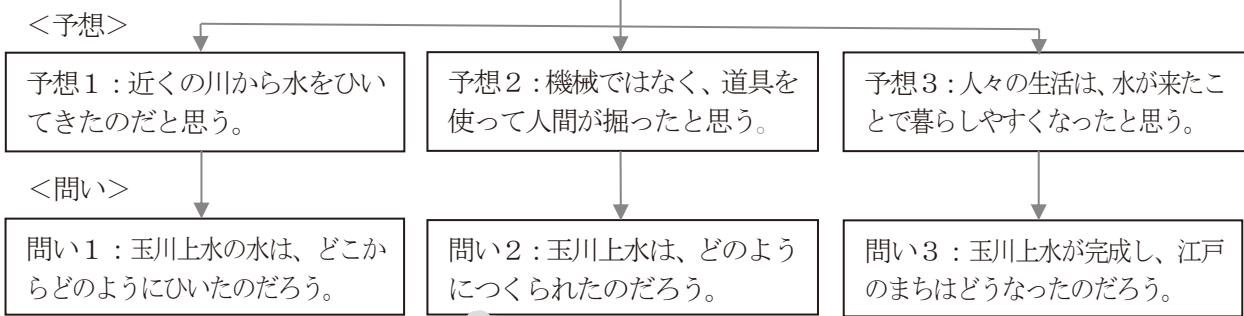 ＜予想＞
予想１：近くの川から水をひい
てきたのだと思う。
予想２：機械ではなく、道具を
使って人間が掘ったと思う。
予想３：人々の生活は、水が来たこ
とで暮らしやすくなったと思う。
＜問い＞
問い１：玉川上水の水は、どこか
らどのようにひいたのだろう。
問い２：玉川上水は、どのよう
につくられたのだろう。
問い３：玉川上水が完成し、江戸
のまちはどうなったのだろう。